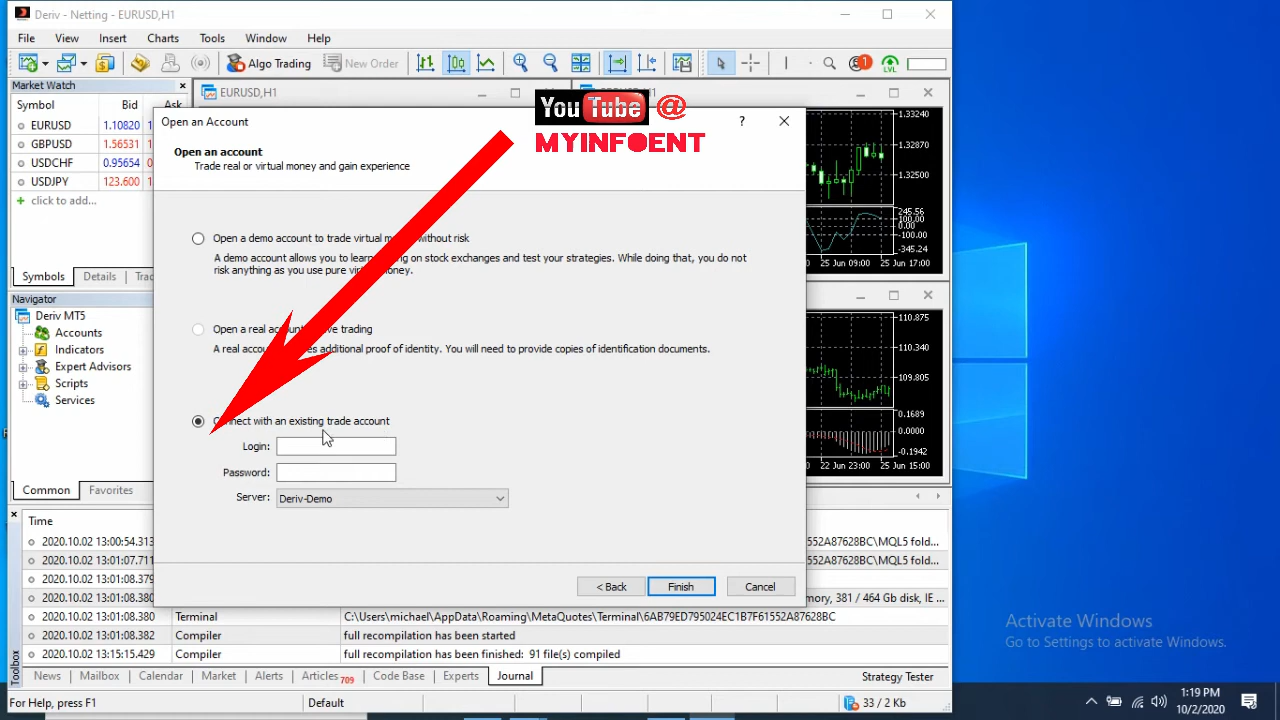 Deriv - Netting - EURUSD,H1
File View Insert Charts Tools Window Help
Algo Trading New Order 1 LVL
Market Watch
Symbol Bid Ask
EURUSD 1.10820
GBPUSD 1.56531
USDCHF 0.95654
USDJPY 123.600
click to add...
Symbols Details
Navigator
Deriv MT5
Accounts
Indicators
Expert Advisors
Scripts
Services
Common Favorites
EURUSD,H1
You Tube @
MYINFOENT
Open an Account
? ×
Open an account
Trade real or virtual money and gain experience
Open a demo account to trade virtual without risk
A demo account allows you to learn on stock exchanges and test your strategies. While doing that, you do not
risk anything as you use pure
Open a real account trading
A real additional proof of identity. You will need to provide copies of identification documents.
with an existing trade account
Login:
Password:
Server: Deriv-Demo
< Back Finish Cancel
1.33240
1.32870
1.32500
245.56
100.00
0.00
-100.00
-345.24
25 Jun 09:00 25 Jun 17:00
110.875
110.340
109.805
0.1689
0.0000
-0.1942
22 Jun 23:00 25 Jun 15:00
Time
2020.10.02 13:00:54.313 552A87628BC\MQL5 fold...
2020.10.02 13:01:07.711 552A87628BC\MQL5 fold...
2020.10.02 13:01:08.379
2020.10.02 13:01:08.380 mory, 381 / 464 Gb disk, IE ...
2020.10.02 13:01:08.380 Terminal C:\Users\michael\AppData\Roaming\MetaQuotes\Terminal\6AB79ED795024EC1B7F61552A87628BC
2020.10.02 13:01:08.382 Compiler full recompilation has been started
2020.10.02 13:15:15.429 Compiler full recompilation has been finished: 91 file(s) compiled
Toolbox
News Mailbox Calendar Market Alerts Articles 709 Code Base Experts Journal Strategy Tester
For Help, press F1 Default 33 / 2 Kb
Activate Windows
Go to Settings to activate Windows.
1:19 PM
10/2/2020